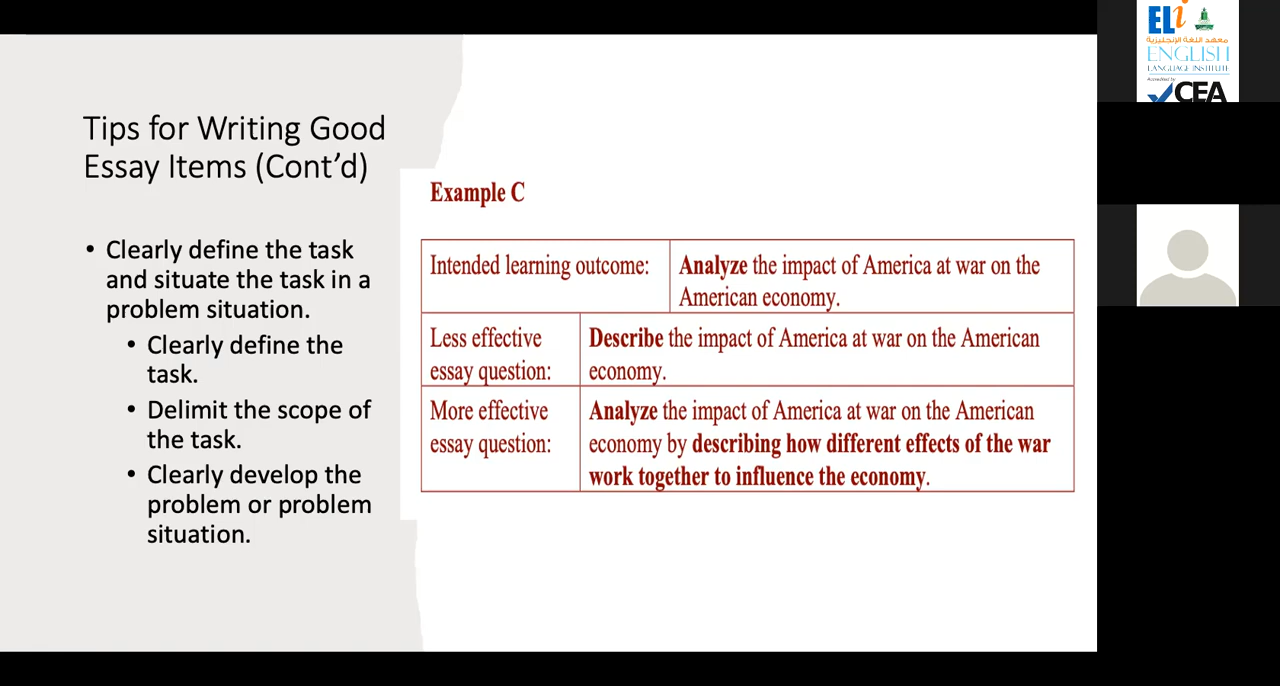 Tips for Writing Good
Essay Items (Cont’d)
• Clearly define the task
and situate the task in a
problem situation.
• Clearly define the
task.
• Delimit the scope of
the task.
• Clearly develop the
problem or problem
situation.
Example C
Intended learning outcome:
Analyze the impact of America at war on the
American economy.
Less effective
essay question:
Describe the impact of America at war on the American
economy.
More effective
essay question:
Analyze the impact of America at war on the American
economy by describing how different effects of the war
work together to influence the economy.
ELi
معهد اللغة الإنجليزية
ENGLISH
LANGUAGE INSTITUTE
Accredited by
CEA